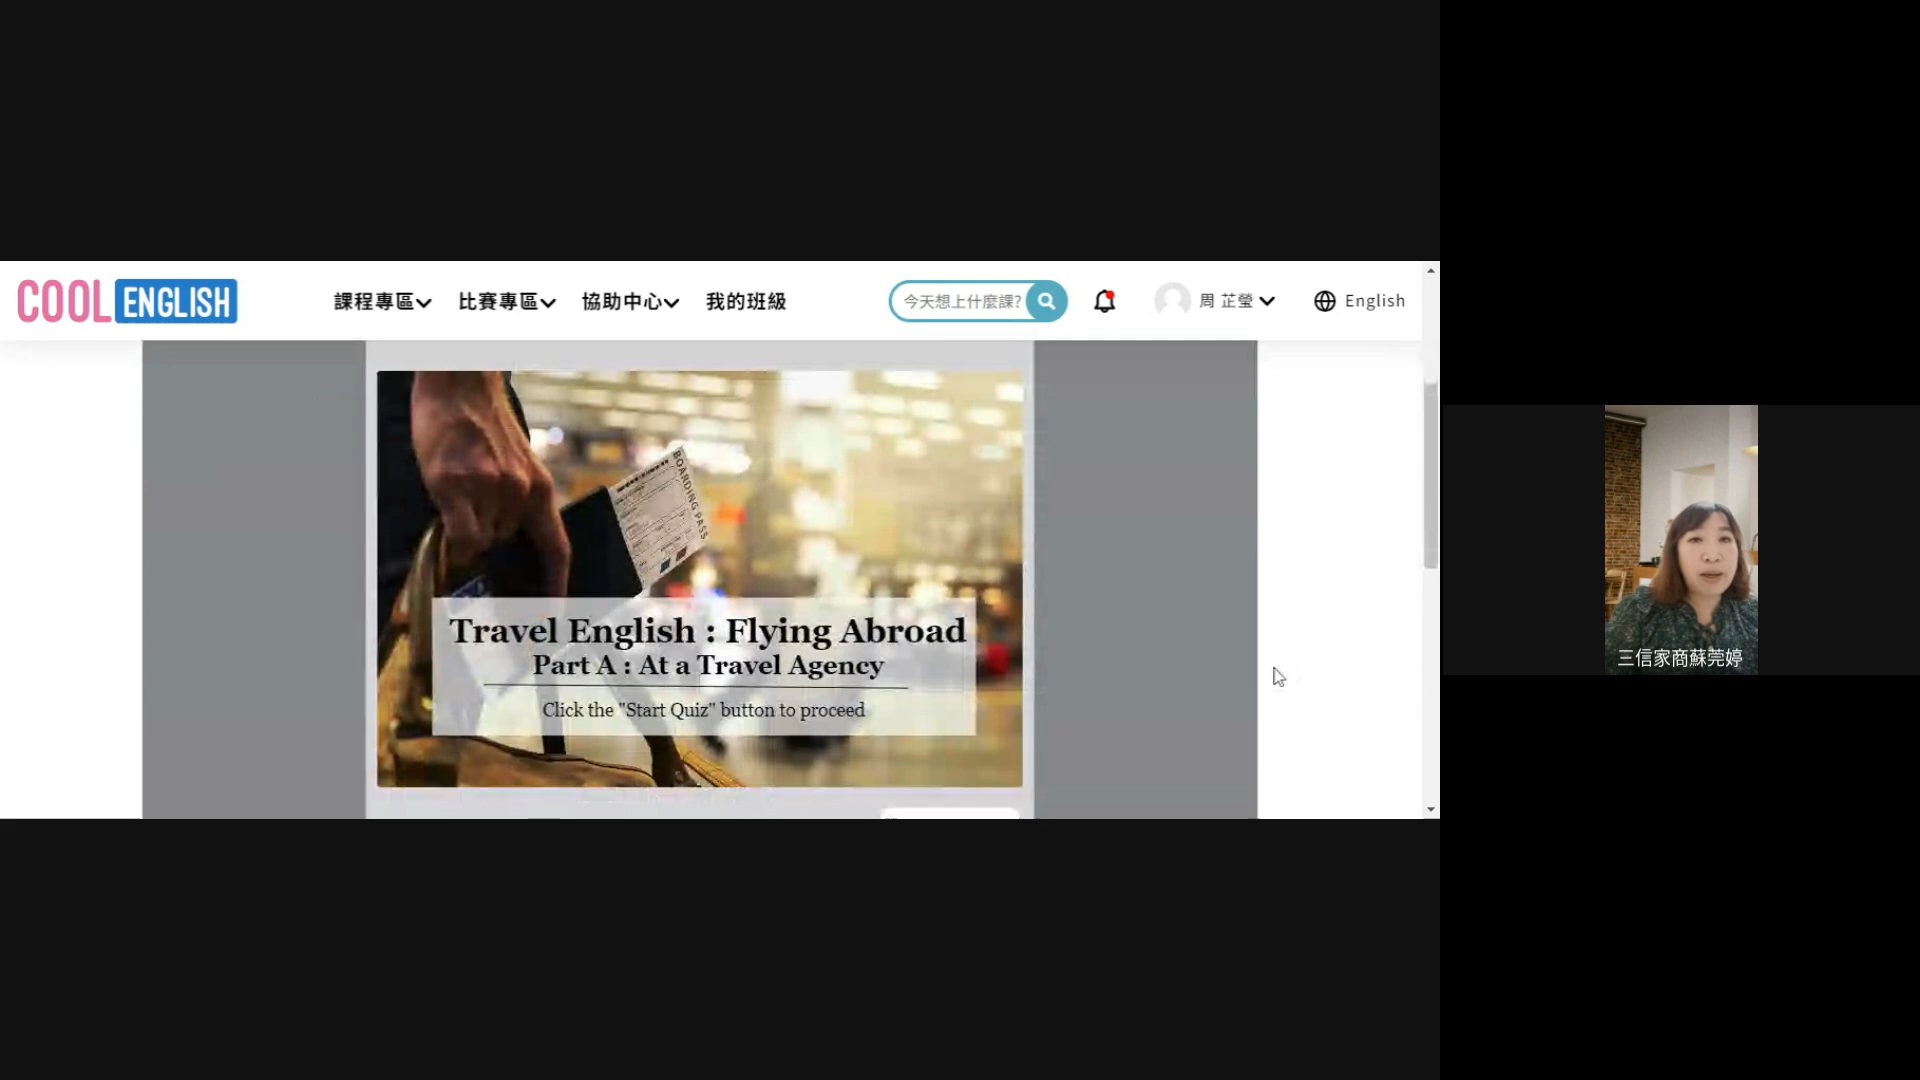 COOL ENGLISH
課程專區
比賽專區
協助中心
我的班級
今天想上什麼課?
周 芷瑩
English
BOARDING PASS
Travel English : Flying Abroad
Part A : At a Travel Agency
Click the "Start Quiz" button to proceed
三信家商蘇莞婷